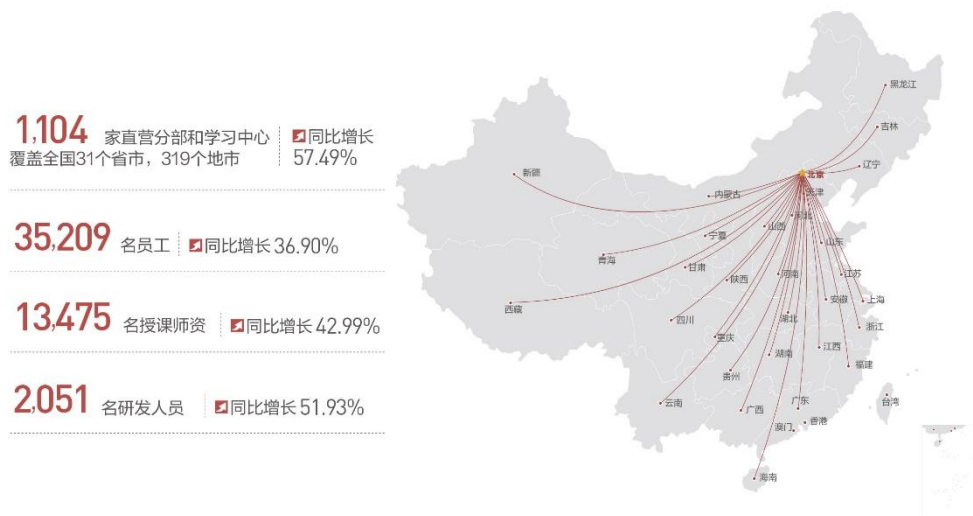 1,104 家直营分部和学习中心
覆盖全国31个省市，319个地市
同比增长
57.49%
35,209 名员工 同比增长 36.90%
13,475 名授课师资 同比增长 42.99%
2,051 名研发人员 同比增长 51.93%
黑龙江
吉林
辽宁
北京
天津
新疆
内蒙古
河北
山西
宁夏
山东
青海
甘肃
陕西
河南
江苏
西藏
安徽
上海
四川
湖北
浙江
重庆
江西
湖南
福建
贵州
云南
广西
广东
台湾
香港
澳门
海南